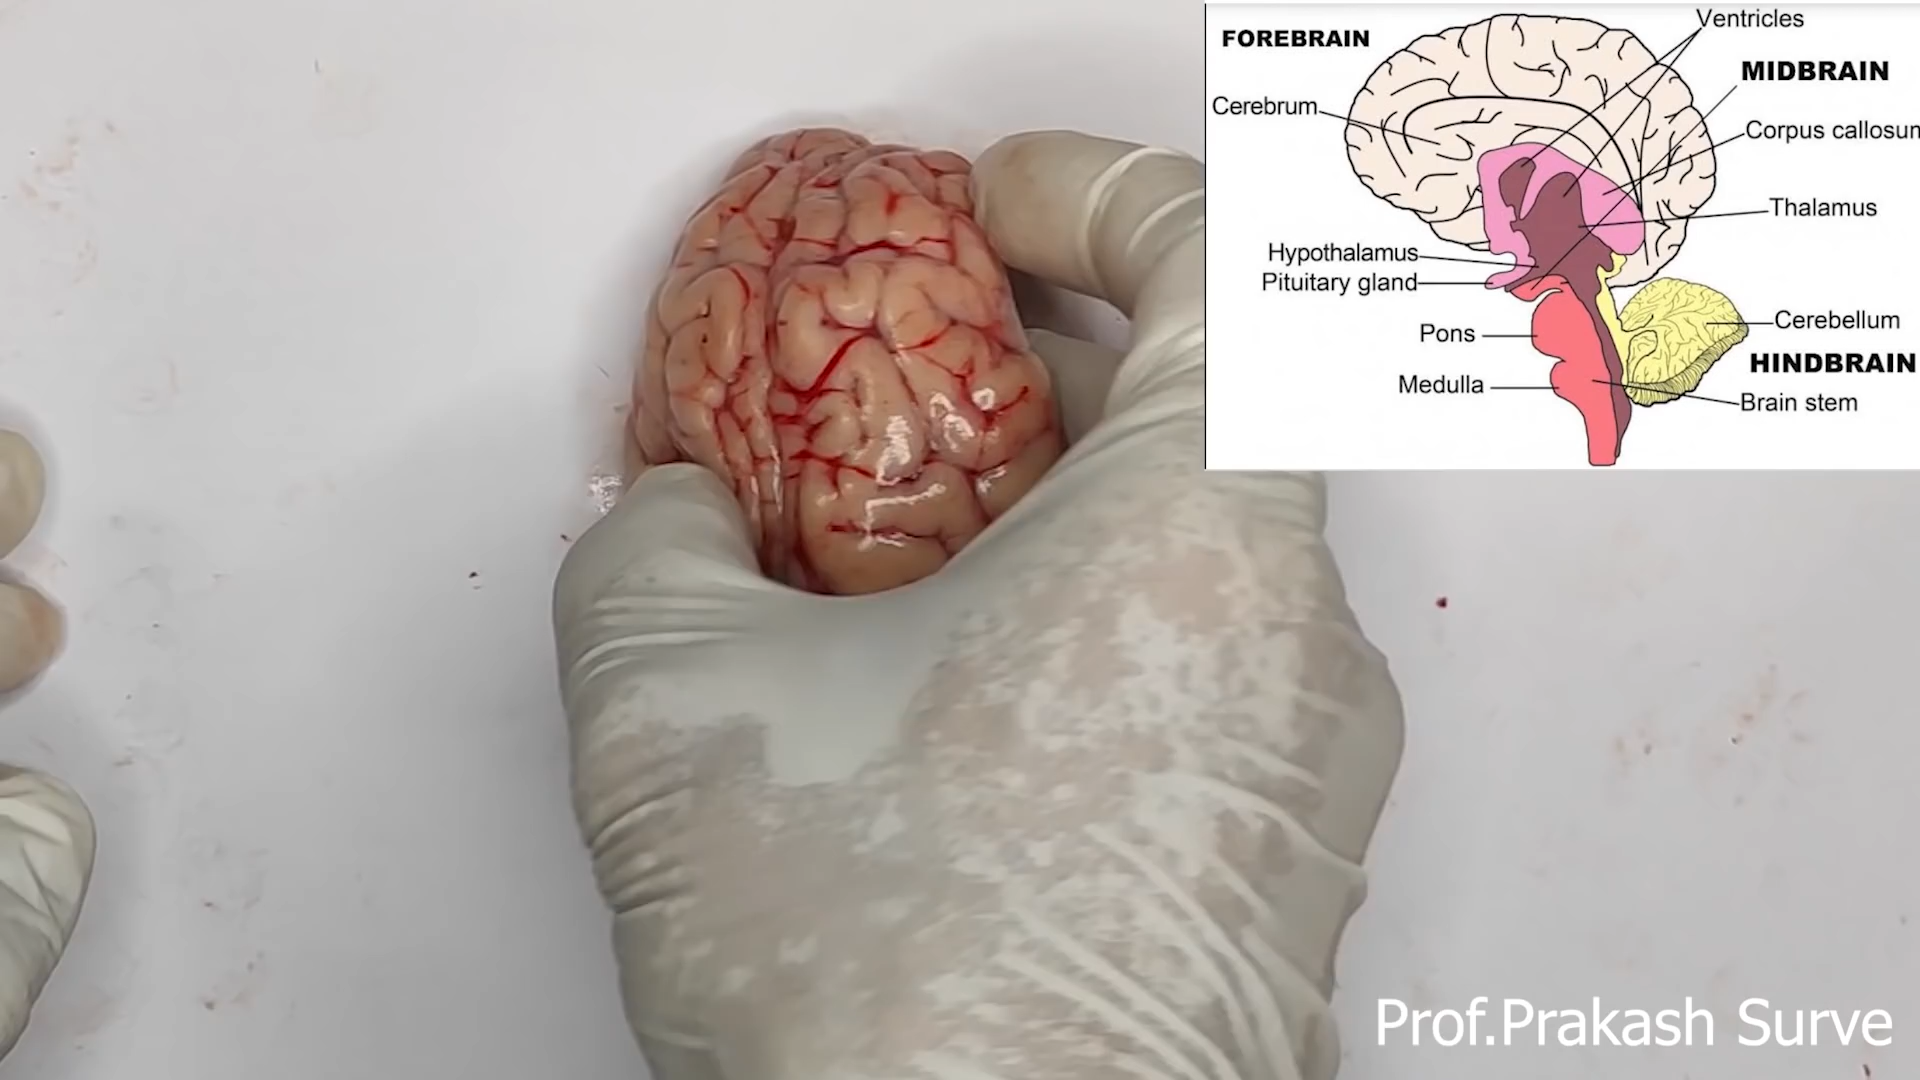 FOREBRAIN
Ventricles
MIDBRAIN
Cerebrum
Corpus callosum
Thalamus
Hypothalamus
Pituitary gland
Pons
Cerebellum
HINDBRAIN
Medulla
Brain stem
Prof.Prakash Surve